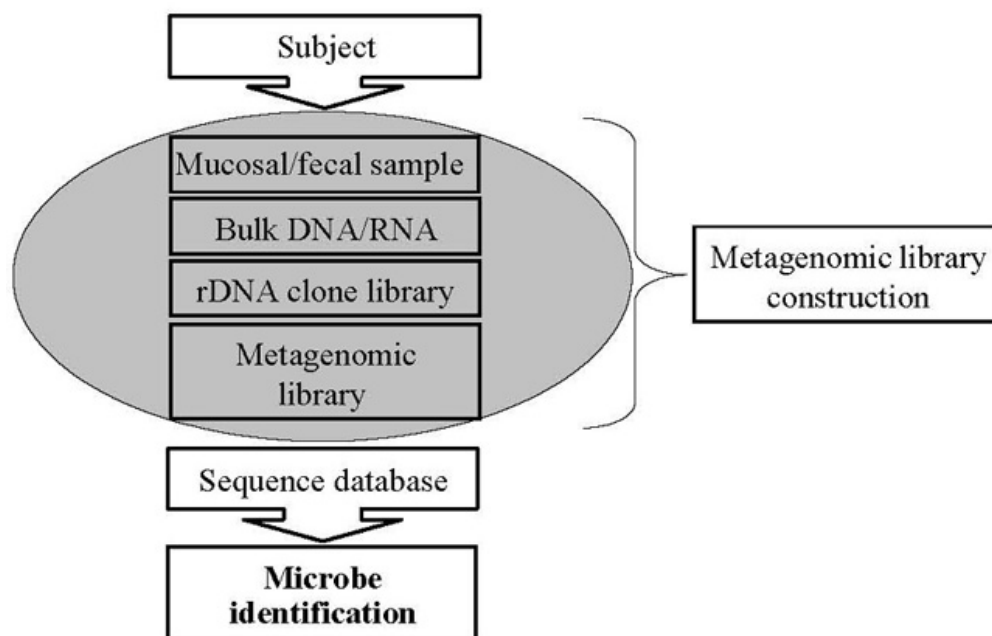 Subject
Mucosal/fecal sample
Bulk DNA/RNA
rDNA clone library
Metagenomic
library
Metagenomic library
construction
Sequence database
Microbe
identification